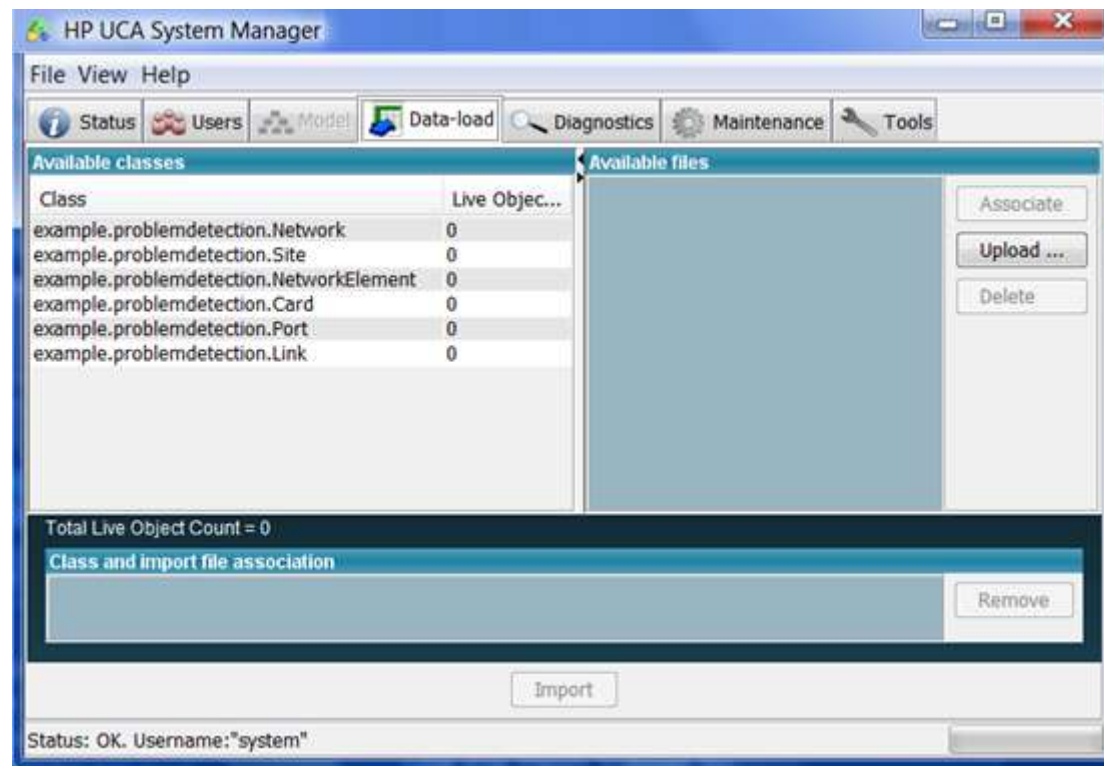 HP UCA System Manager
File View Help
Status Users Model Data-load Diagnostics Maintenance Tools
Available classes
Class Live Objec...
example.problemdetection.Network 0
example.problemdetection.Site 0
example.problemdetection.NetworkElement 0
example.problemdetection.Card 0
example.problemdetection.Port 0
example.problemdetection.Link 0
Available files
Associate
Upload ...
Delete
Total Live Object Count = 0
Class and import file association
Remove
Import
Status: OK. Username:"system"